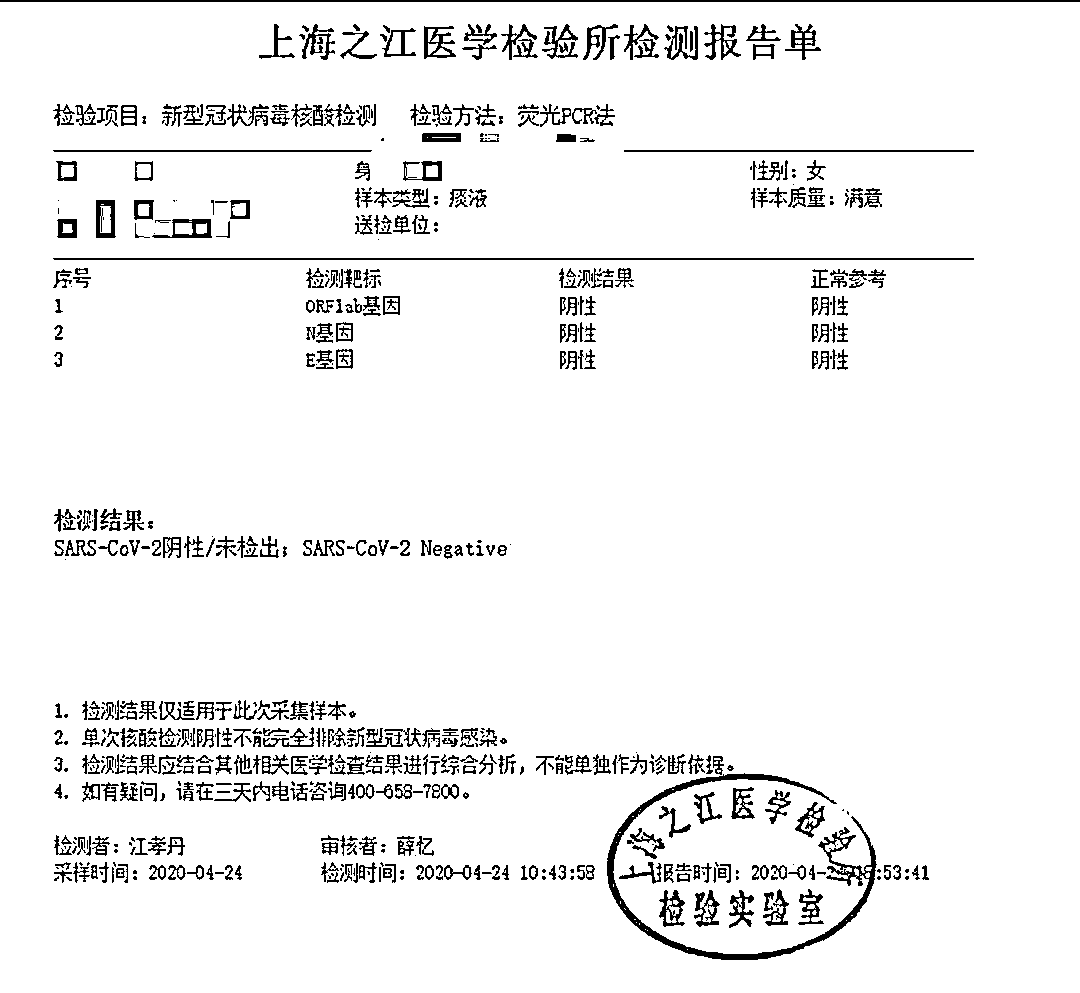 上海之江医学检验所检测报告单
检验项目：新型冠状病毒核酸检测 检验方法：荧光PCR法
身 性别：女
样本类型：痰液 样本质量：满意
送检单位：
序号 检测靶标 检测结果 正常参考
1 ORF1ab基因 阴性 阴性
2 N基因 阴性 阴性
3 E基因 阴性 阴性
检测结果：
SARS-CoV-2阴性/未检出；SARS-CoV-2 Negative
1. 检测结果仅适用于此次采集样本。
2. 单次核酸检测阴性不能完全排除新型冠状病毒感染。
3. 检测结果应结合其他相关医学检查结果进行综合分析，不能单独作为诊断依据。
4. 如有疑问，请在三天内电话咨询400-658-7800。
上海之江医学检验所
检测者：江孝丹 审核者：薛忆
采样时间：2020-04-24 检测时间：2020-04-24 10:43:58 报告时间：2020-04-2 :53:41
检验实验室